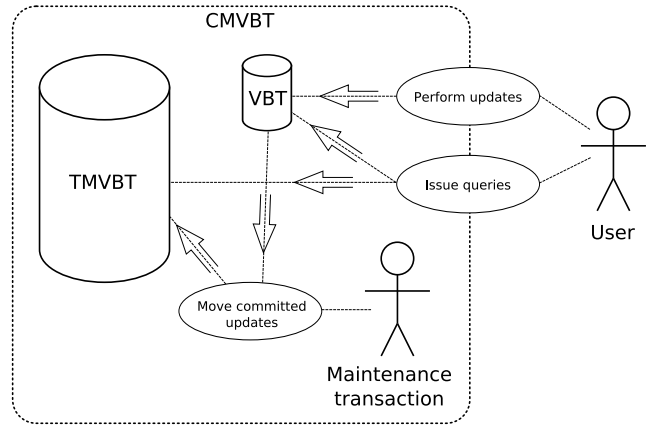 CMVBT
VBT
Perform updates
TMVBT
Issue queries
User
Move committed
updates
Maintenance
transaction